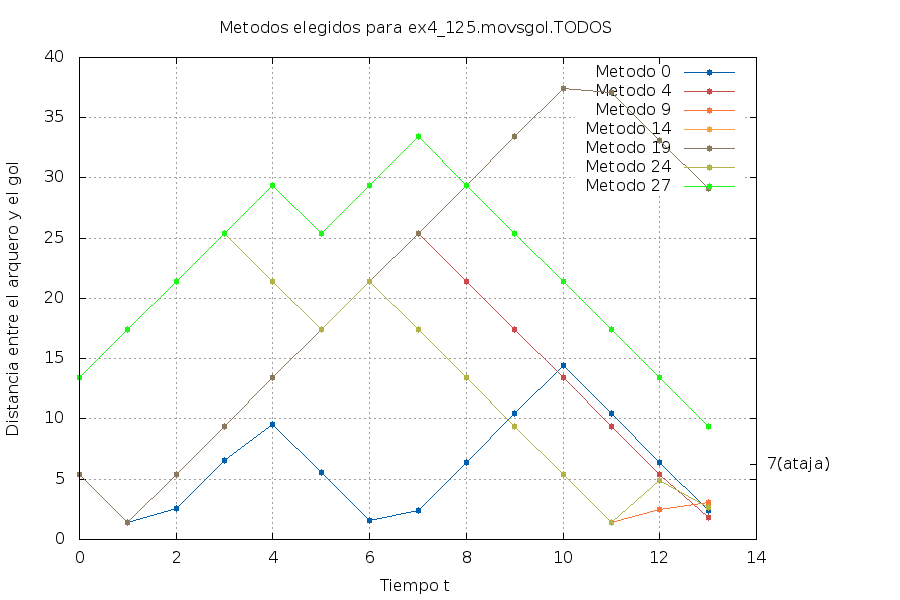 Metodos elegidos para ex4_125.movsgol.TODOS
Distancia entre el arquero y el gol
40
35
30
25
20
15
10
5
0
Metodo 0
Metodo 4
Metodo 9
Metodo 14
Metodo 19
Metodo 24
Metodo 27
7(ataja)
0 2 4 6 8 10 12 14
Tiempo t